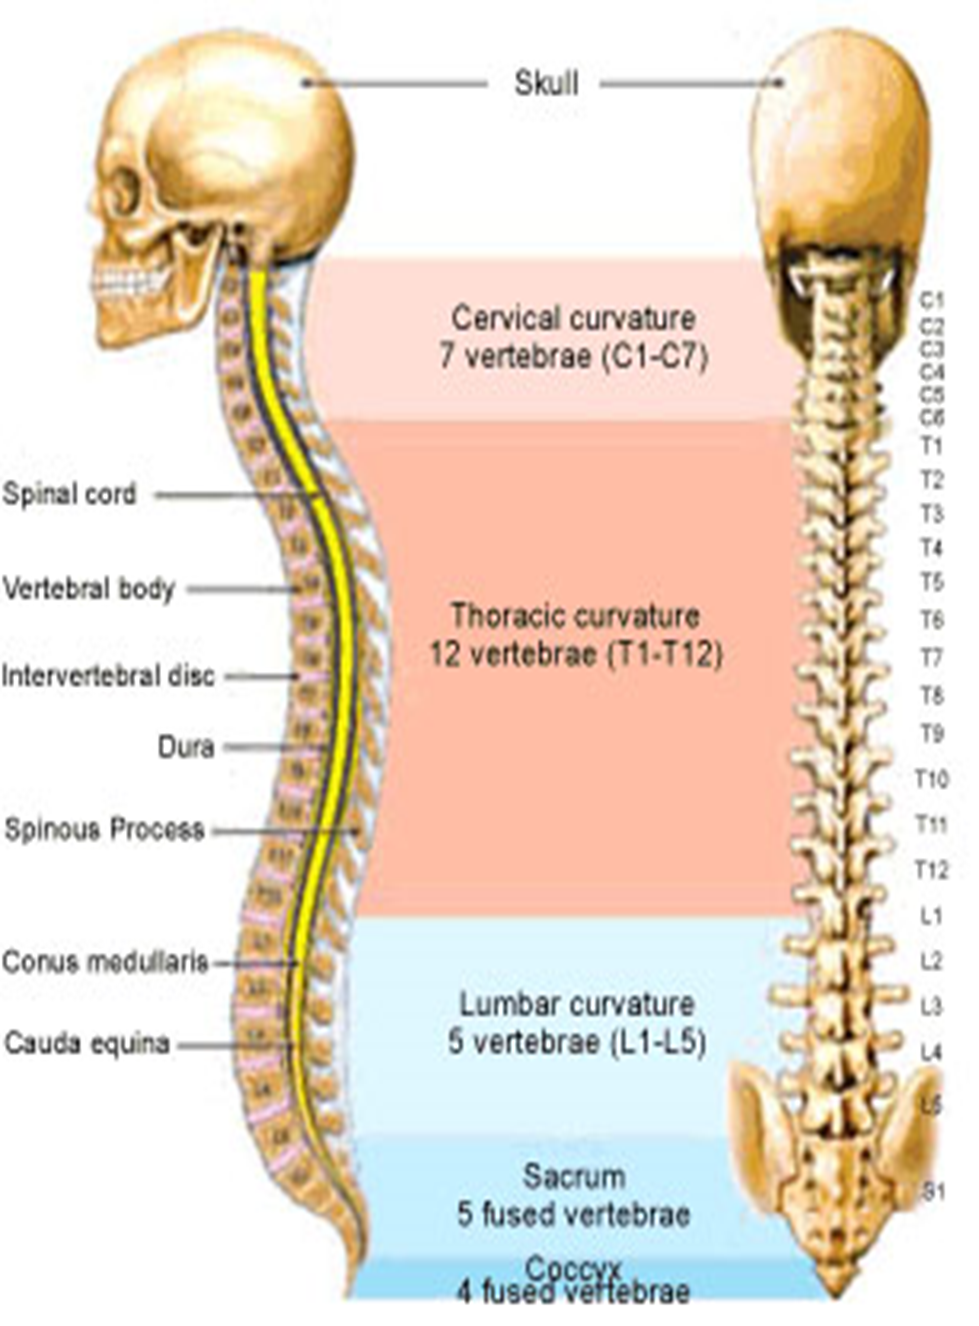 Skull
Cervical curvature
7 vertebrae (C1-C7)
Spinal cord
Vertebral body
Intervertebral disc
Dura
Spinous Process
Thoracic curvature
12 vertebrae (T1-T12)
Conus medullaris
Cauda equina
Lumbar curvature
5 vertebrae (L1-L5)
Sacrum
5 fused vertebrae
Coccyx
4 fused vertebrae
C1
C2
C3
C4
C5
C6
T1
T2
T3
T4
T5
T6
T7
T8
T9
T10
T11
T12
L1
L2
L3
L4
L5
S1